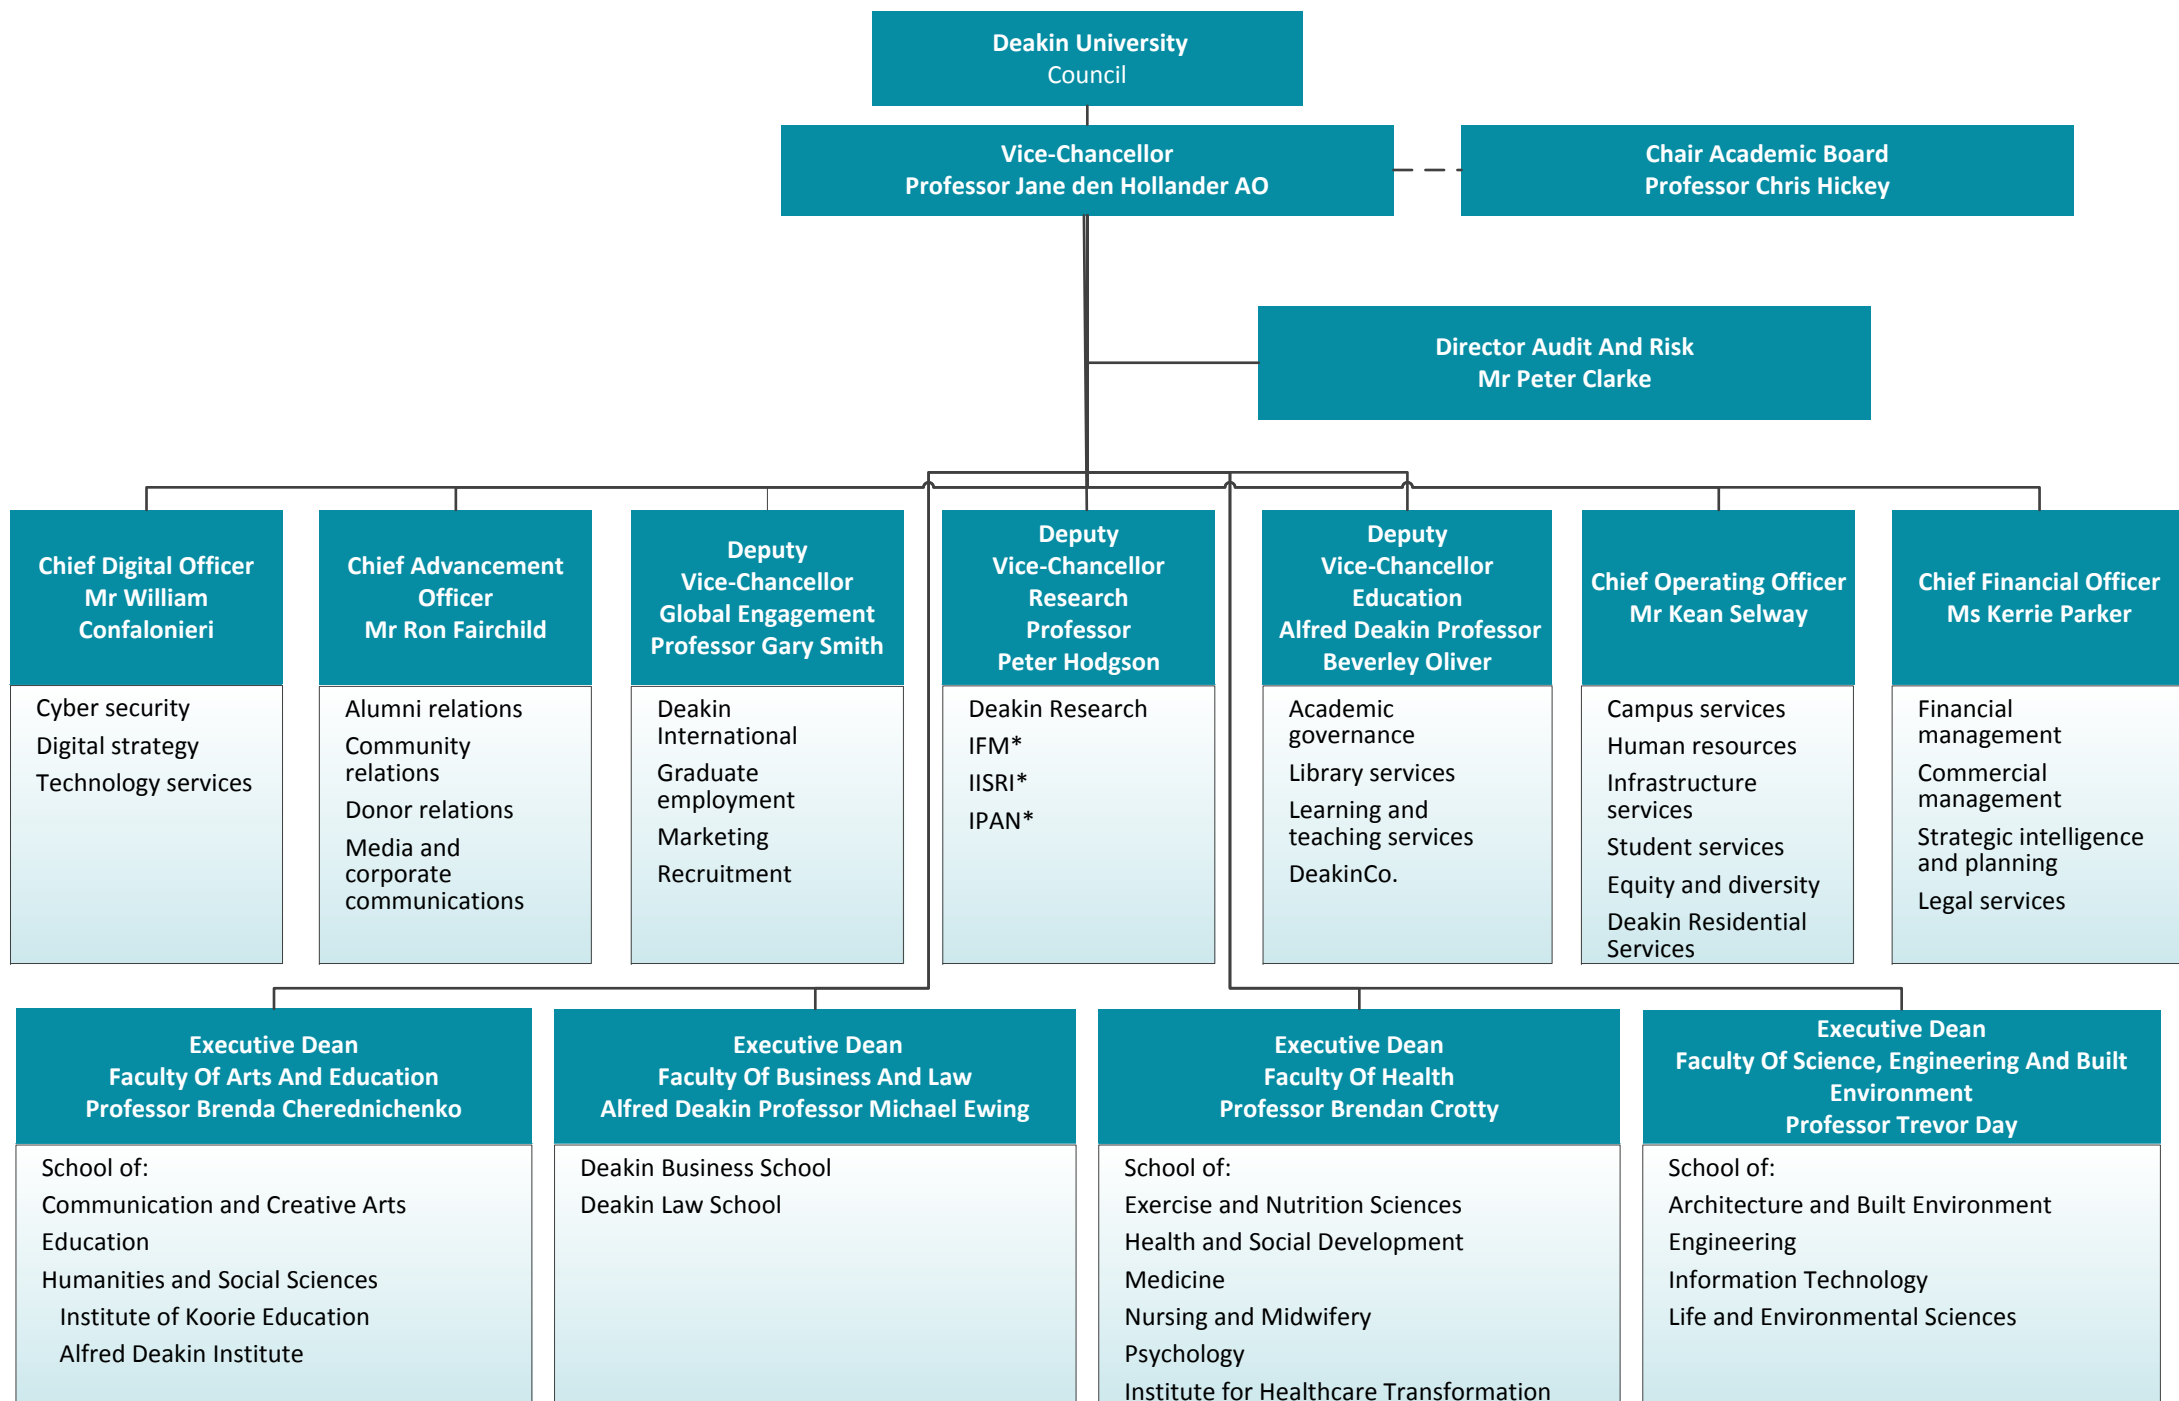 Deakin University
Council
Vice-Chancellor
Professor Jane den Hollander AO
Chair Academic Board
Professor Chris Hickey
Director Audit And Risk
Mr Peter Clarke
Chief Digital Officer
Mr William
Confalonieri
Cyber security
Digital strategy
Technology services
Chief Advancement
Officer
Mr Ron Fairchild
Alumni relations
Community
relations
Donor relations
Media and
corporate
communications
Deputy
Vice-Chancellor
Global Engagement
Professor Gary Smith
Deakin
International
Graduate
employment
Marketing
Recruitment
Deputy
Vice-Chancellor
Research
Professor
Peter Hodgson
Deakin Research
IFM*
IISRI*
IPAN*
Deputy
Vice-Chancellor
Education
Alfred Deakin Professor
Beverley Oliver
Academic
governance
Library services
Learning and
teaching services
DeakinCo.
Chief Operating Officer
Mr Kean Selway
Campus services
Human resources
Infrastructure
services
Student services
Equity and diversity
Deakin Residential
Services
Chief Financial Officer
Ms Kerrie Parker
Financial
management
Commercial
management
Strategic intelligence
and planning
Legal services
Executive Dean
Faculty Of Arts And Education
Professor Brenda Cherednichenko
School of:
Communication and Creative Arts
Education
Humanities and Social Sciences
Institute of Koorie Education
Alfred Deakin Institute
Executive Dean
Faculty Of Business And Law
Alfred Deakin Professor Michael Ewing
Deakin Business School
Deakin Law School
Executive Dean
Faculty Of Health
Professor Brendan Crotty
School of:
Exercise and Nutrition Sciences
Health and Social Development
Medicine
Nursing and Midwifery
Psychology
Institute for Healthcare Transformation
Executive Dean
Faculty Of Science, Engineering And Built
Environment
Professor Trevor Day
School of:
Architecture and Built Environment
Engineering
Information Technology
Life and Environmental Sciences